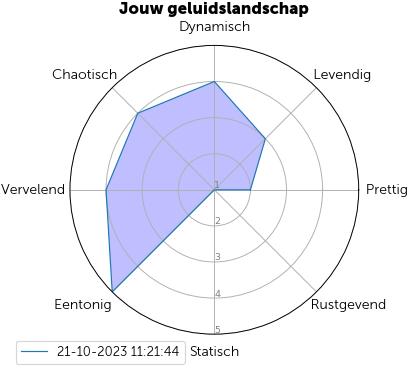 Jouw geluidslandschap
Dynamisch
Chaotisch
Levendig
Vervelend
1
Prettig
2
3
4
Eentonig
Rustgevend
5
21-10-2023 11:21:44
Statisch